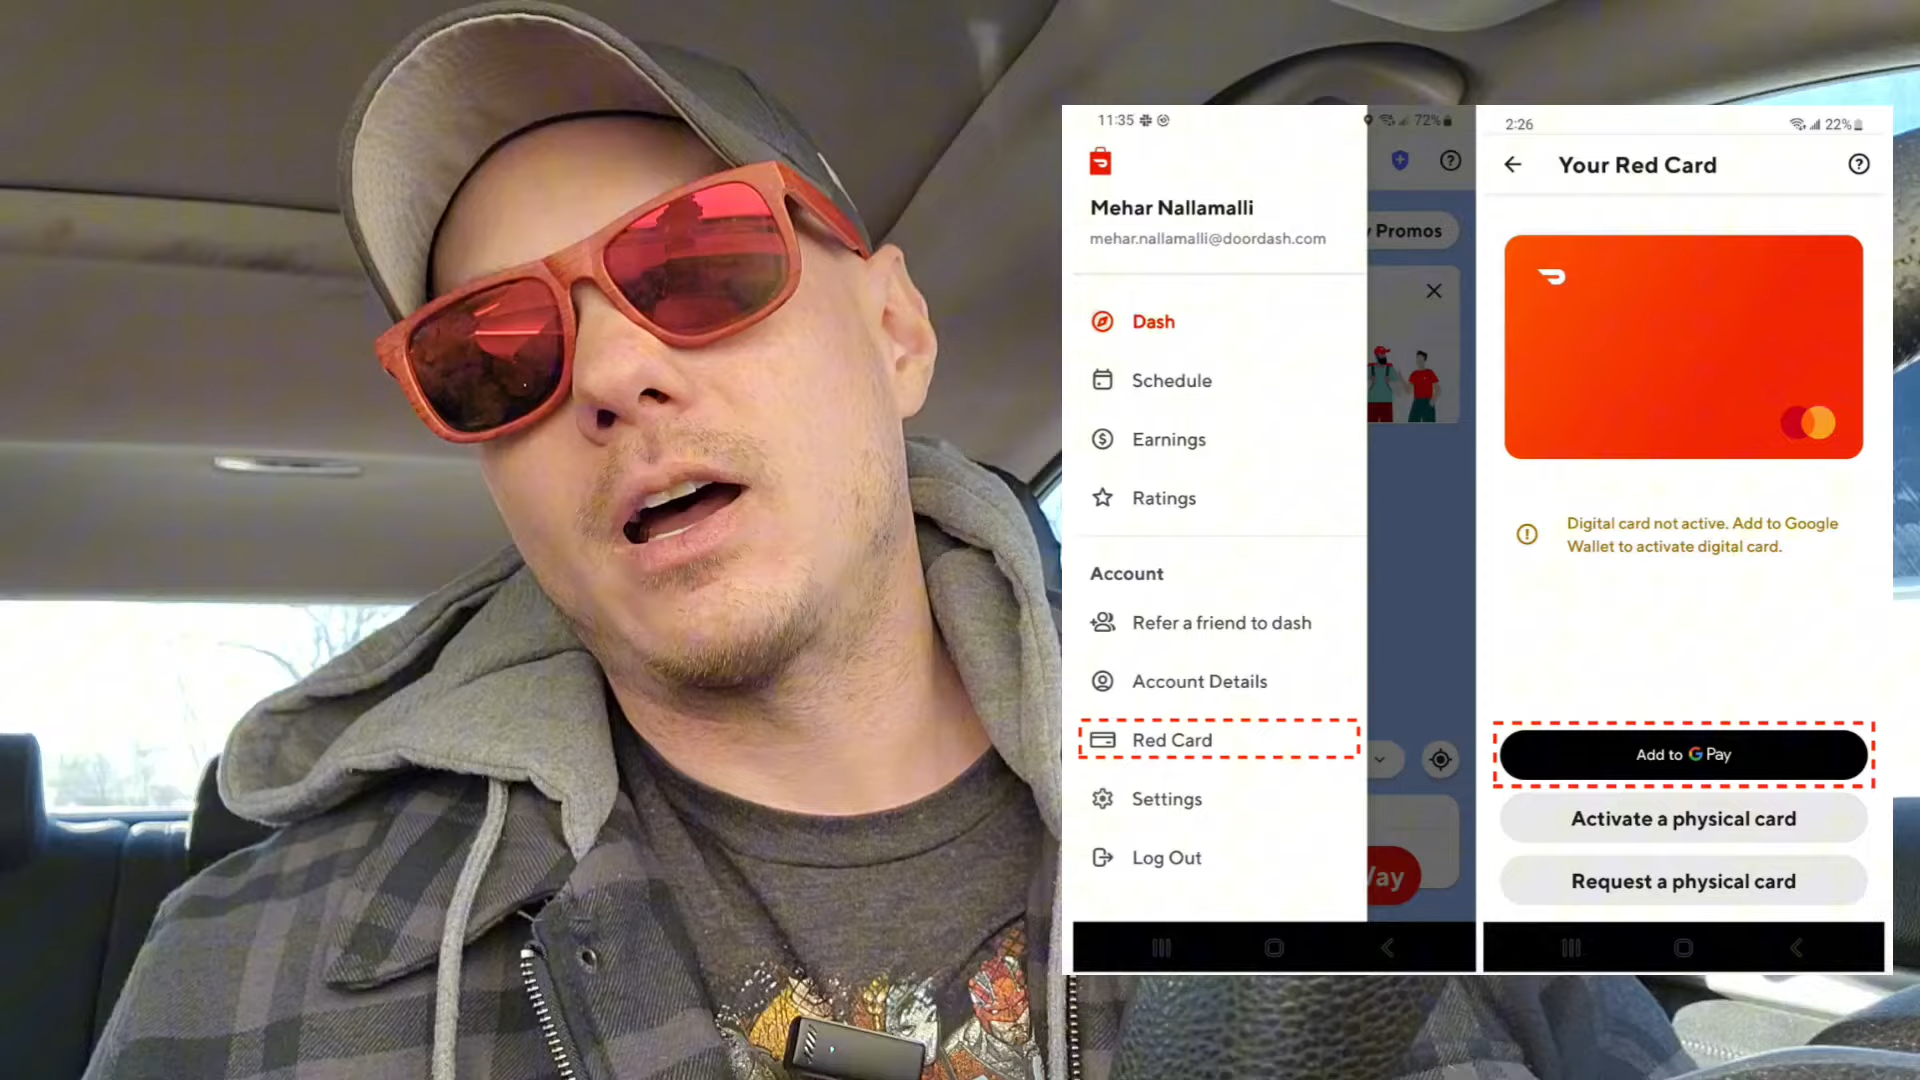 11:35
72%
Mehar Nallamalli
mehar.nallamalli@doordash.com
Promos
Dash
Schedule
Earnings
Ratings
Account
Refer a friend to dash
Account Details
Red Card
Settings
Log Out
2:26
22%
Your Red Card
Digital card not active. Add to Google
Wallet to activate digital card.
Add to G Pay
Activate a physical card
Request a physical card